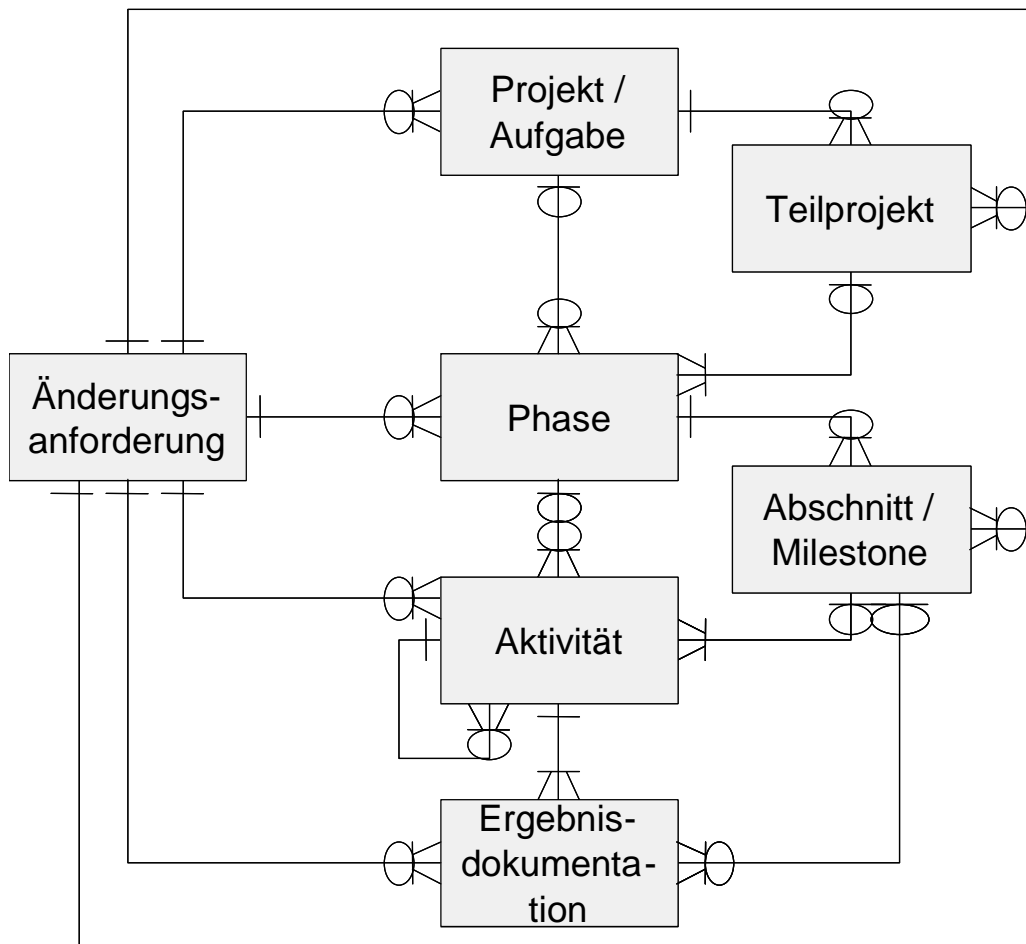 Projekt /
Aufgabe
Teilprojekt
Änderungs-
anforderung
Phase
Abschnitt /
Milestone
Aktivität
Ergebnis-
dokumenta-
tion